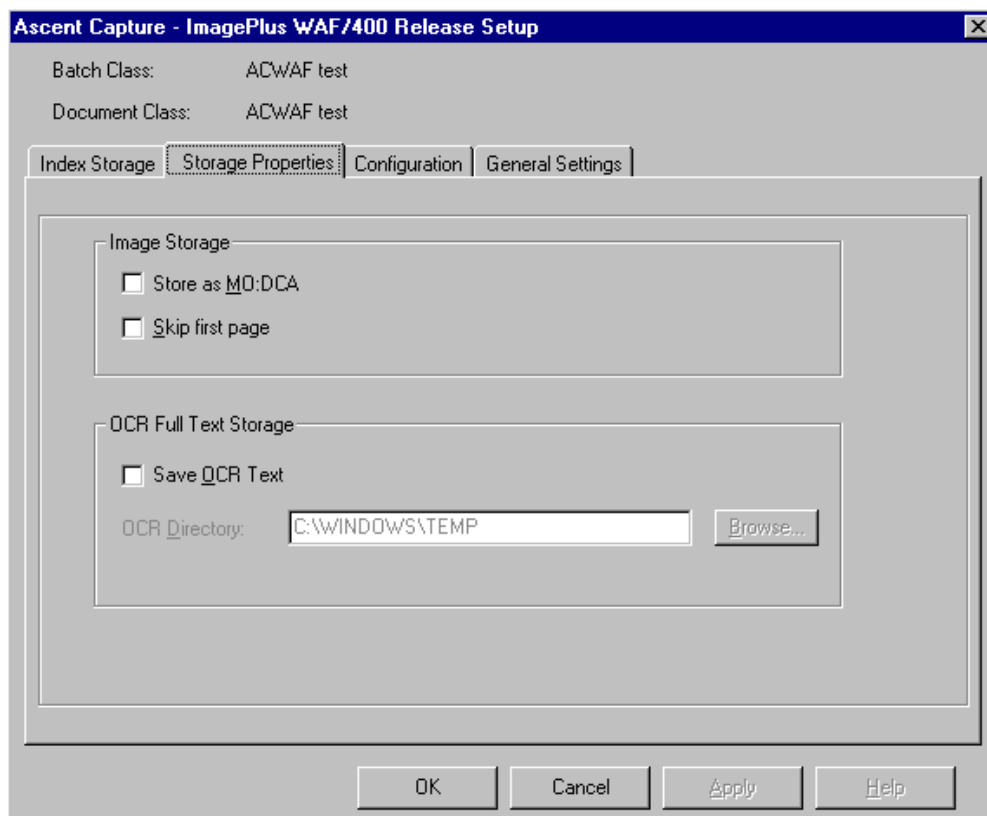 Ascent Capture - ImagePlus WAF/400 Release Setup
Batch Class: ACWAF test
Document Class: ACWAF test
Index Storage Storage Properties Configuration General Settings
Image Storage
Store as MO:DCA
Skip first page
OCR Full Text Storage
Save OCR Text
OCR Directory: C:\WINDOWS\TEMP Browse...
OK Cancel Apply Help